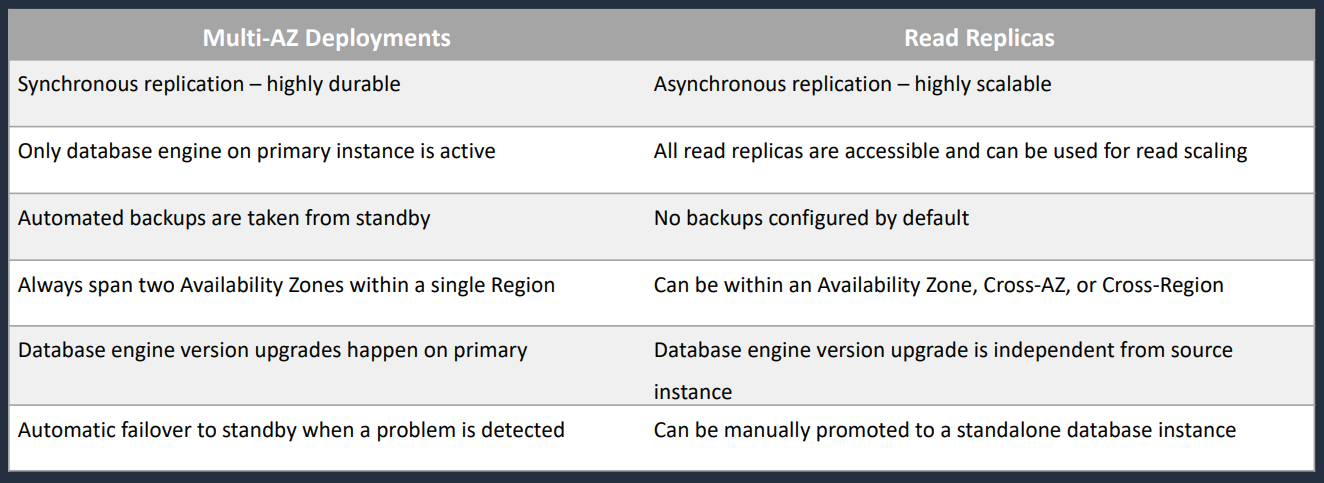 Multi-AZ Deployments
Read Replicas
Synchronous replication – highly durable
Asynchronous replication – highly scalable
Only database engine on primary instance is active
All read replicas are accessible and can be used for read scaling
Automated backups are taken from standby
No backups configured by default
Always span two Availability Zones within a single Region
Can be within an Availability Zone, Cross-AZ, or Cross-Region
Database engine version upgrades happen on primary
Database engine version upgrade is independent from source
instance
Automatic failover to standby when a problem is detected
Can be manually promoted to a standalone database instance